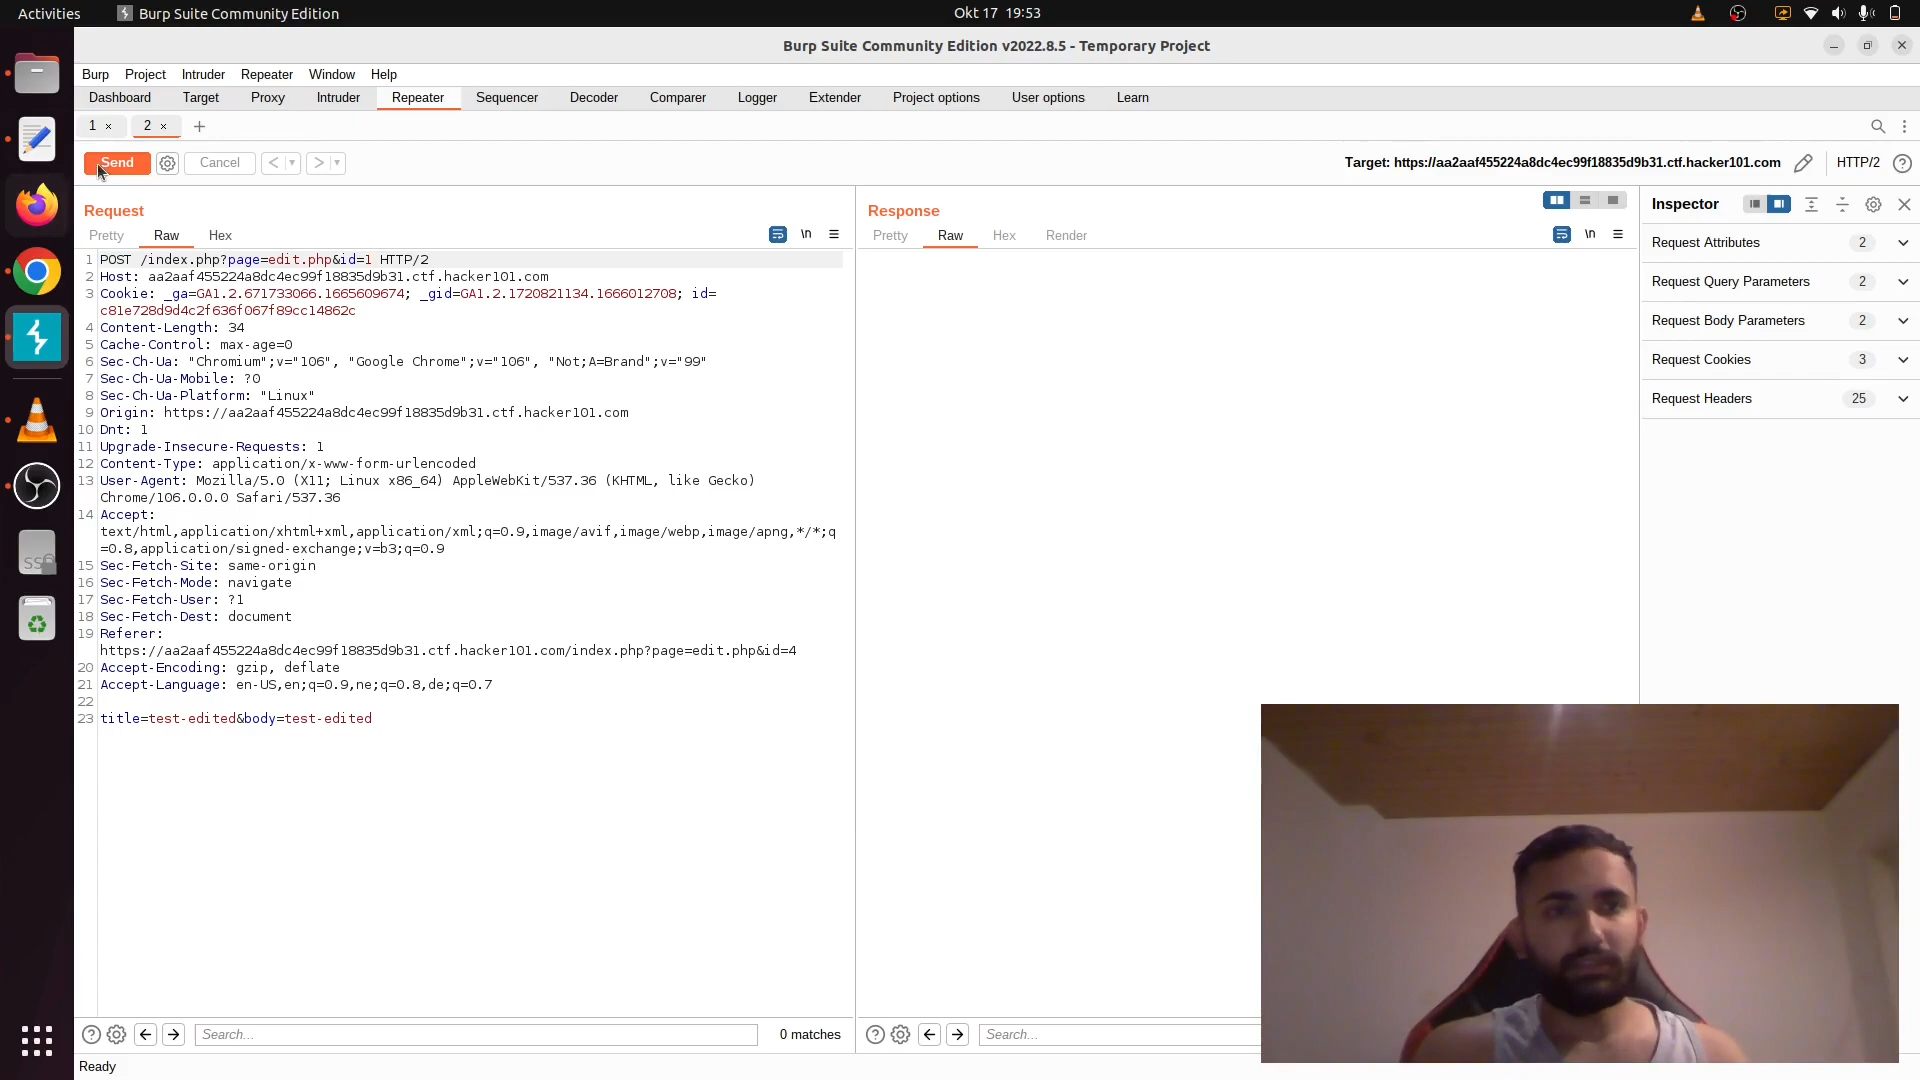 Activities
Burp Suite Community Edition
Okt 17 19:53
Burp Suite Community Edition v2022.8.5 - Temporary Project
Burp Project Intruder Repeater Window Help
Dashboard Target Proxy Intruder Repeater Sequencer Decoder Comparer Logger Extender Project options User options Learn
1 × 2 × +
Send Cancel < >
Target: https://aa2aaf455224a8dc4ec99f18835d9b31.ctf.hacker101.com HTTP/2 ?
Request
Pretty Raw Hex \n
1 POST /index.php?page=edit.php&id=1 HTTP/2
2 Host: aa2aaf455224a8dc4ec99f18835d9b31.ctf.hacker101.com
3 Cookie: _ga=GA1.2.671733066.1665609674; _gid=GA1.2.1720821134.1666012708; id=
c81e728d9d4c2f636f067f89cc14862c
4 Content-Length: 34
5 Cache-Control: max-age=0
6 Sec-Ch-Ua: "Chromium";v="106", "Google Chrome";v="106", "Not;A=Brand";v="99"
7 Sec-Ch-Ua-Mobile: ?0
8 Sec-Ch-Ua-Platform: "Linux"
9 Origin: https://aa2aaf455224a8dc4ec99f18835d9b31.ctf.hacker101.com
10 Dnt: 1
11 Upgrade-Insecure-Requests: 1
12 Content-Type: application/x-www-form-urlencoded
13 User-Agent: Mozilla/5.0 (X11; Linux x86_64) AppleWebKit/537.36 (KHTML, like Gecko)
Chrome/106.0.0.0 Safari/537.36
14 Accept:
text/html,application/xhtml+xml,application/xml;q=0.9,image/avif,image/webp,image/apng,*/*;q
=0.8,application/signed-exchange;v=b3;q=0.9
15 Sec-Fetch-Site: same-origin
16 Sec-Fetch-Mode: navigate
17 Sec-Fetch-User: ?1
18 Sec-Fetch-Dest: document
19 Referer:
https://aa2aaf455224a8dc4ec99f18835d9b31.ctf.hacker101.com/index.php?page=edit.php&id=4
20 Accept-Encoding: gzip, deflate
21 Accept-Language: en-US,en;q=0.9,ne;q=0.8,de;q=0.7
22
23 title=test-edited&body=test-edited
? Search... 0 matches
Response
Pretty Raw Hex Render \n
? Search...
Inspector
Request Attributes 2
Request Query Parameters 2
Request Body Parameters 2
Request Cookies 3
Request Headers 25
Ready
SSD